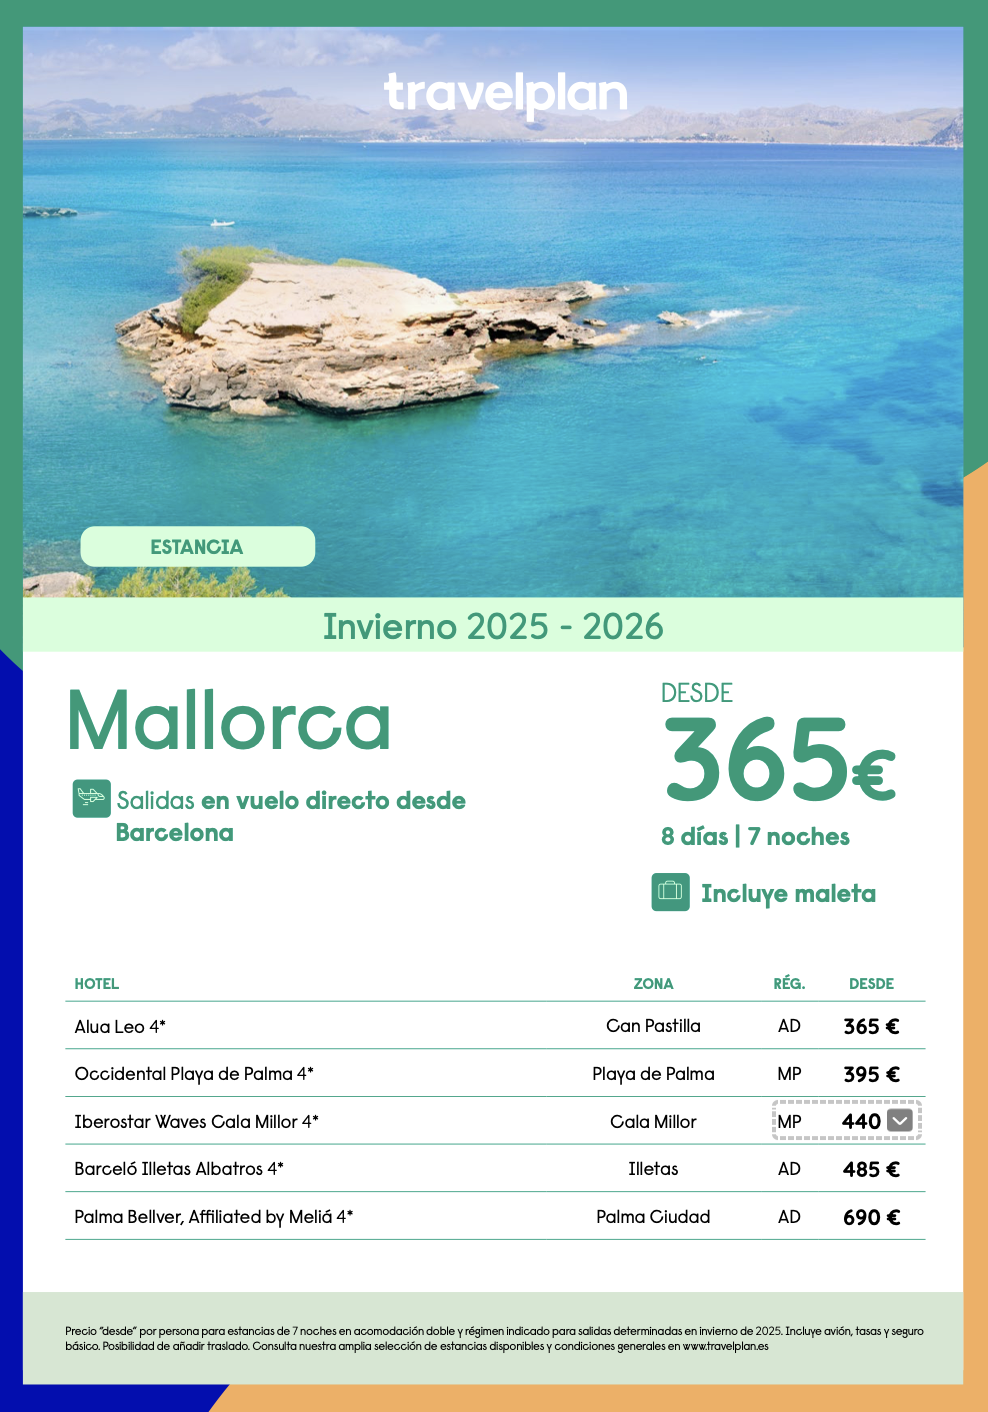 travelplan
ESTANCIA
Invierno 2025 - 2026
Mallorca
Salidas en vuelo directo desde
Barcelona
DESDE
365€
8 días | 7 noches
Incluye maleta
HOTEL ZONA RÉG. DESDE
Alua Leo 4* Can Pastilla AD 365 €
Occidental Playa de Palma 4* Playa de Palma MP 395 €
Iberostar Waves Cala Millor 4* Cala Millor MP 440
Barceló Illetas Albatros 4* Illetas AD 485 €
Palma Bellver, Affiliated by Meliá 4* Palma Ciudad AD 690 €
Precio “desde” por persona para estancias de 7 noches en acomodación doble y régimen indicado para salidas determinadas en invierno de 2025. Incluye avión, tasas y seguro
básico. Posibilidad de añadir traslado. Consulta nuestra amplia selección de estancias disponibles y condiciones generales en www.travelplan.es